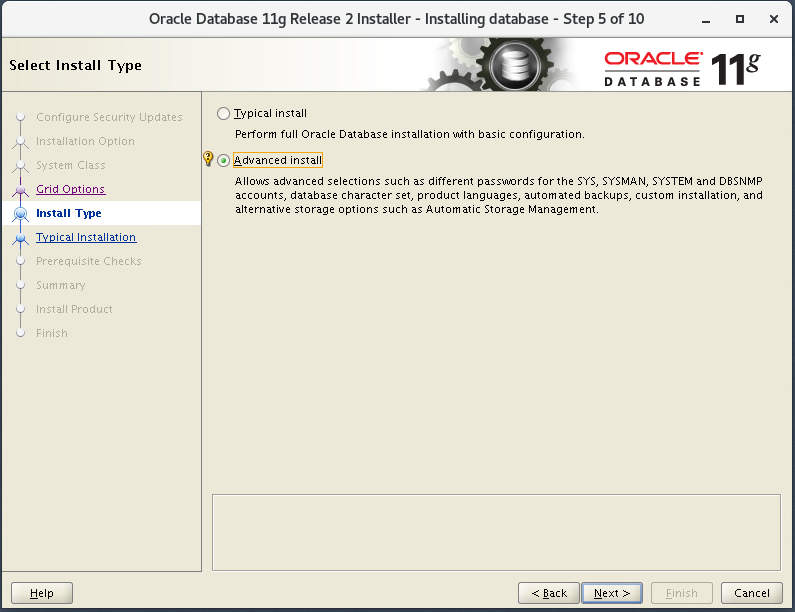 Oracle Database 11g Release 2 Installer - Installing database - Step 5 of 10
Select Install Type
ORACLE
DATABASE
11g
Configure Security Updates
Installation Option
System Class
Grid Options
Install Type
Typical Installation
Prerequisite Checks
Summary
Install Product
Finish
Typical install
Perform full Oracle Database installation with basic configuration.
Advanced install
Allows advanced selections such as different passwords for the SYS, SYSMAN, SYSTEM and DBSNMP
accounts, database character set, product languages, automated backups, custom installation, and
alternative storage options such as Automatic Storage Management.
Help
< Back
Next >
Finish
Cancel